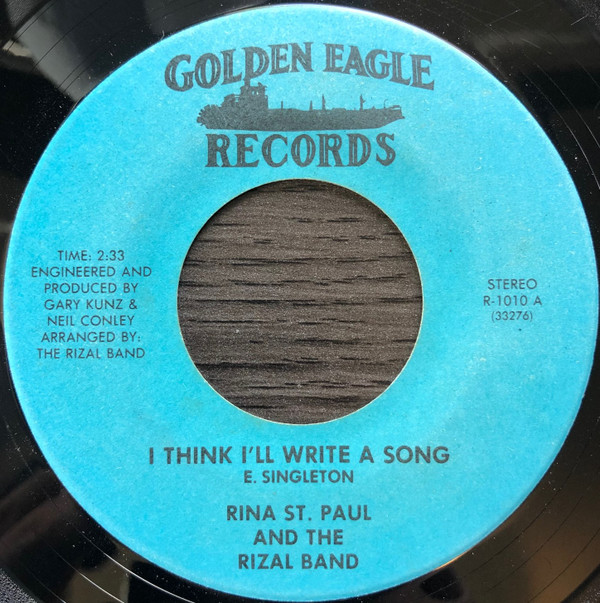 GOLDEN EAGLE
RECORDS
TIME: 2:33
ENGINEERED AND
PRODUCED BY
GARY KUNZ &
NEIL CONLEY
ARRANGED BY:
THE RIZAL BAND
STEREO
R-1010 A
(33276)
I THINK I'LL WRITE A SONG
E. SINGLETON
RINA ST. PAUL
AND THE
RIZAL BAND